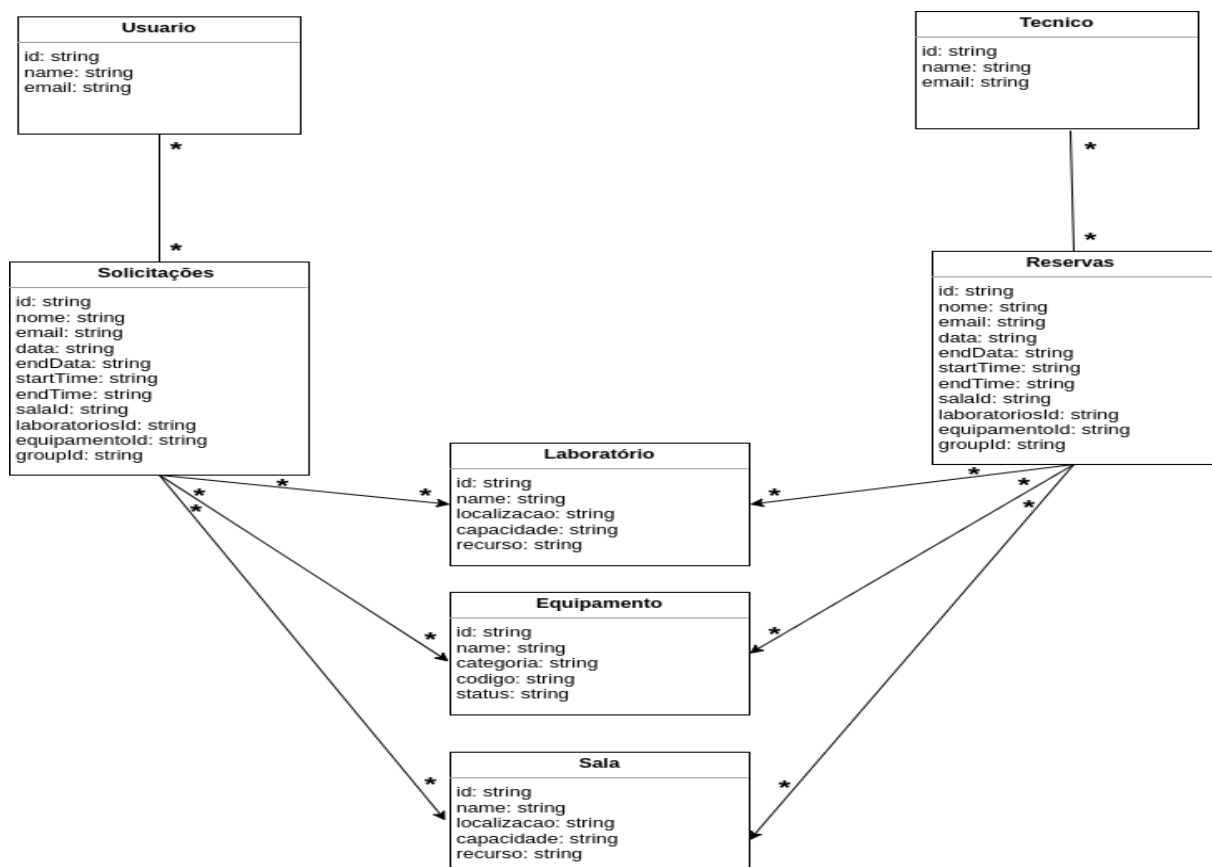 Usuario
id: string
name: string
email: string
*
*
Tecnico
id: string
name: string
email: string
*
*
Solicitações
id: string
nome: string
email: string
data: string
endData: string
startTime: string
endTime: string
salaId: string
laboratoriosId: string
equipamentoId: string
groupId: string
*
*
*
Reservas
id: string
nome: string
email: string
data: string
endData: string
startTime: string
endTime: string
salaId: string
laboratoriosId: string
equipamentoId: string
groupId: string
*
*
*
*
Laboratório
id: string
name: string
localizacao: string
capacidade: string
recurso: string
*
*
Equipamento
id: string
name: string
categoria: string
codigo: string
status: string
*
*
Sala
id: string
name: string
localizacao: string
capacidade: string
recurso: string
*